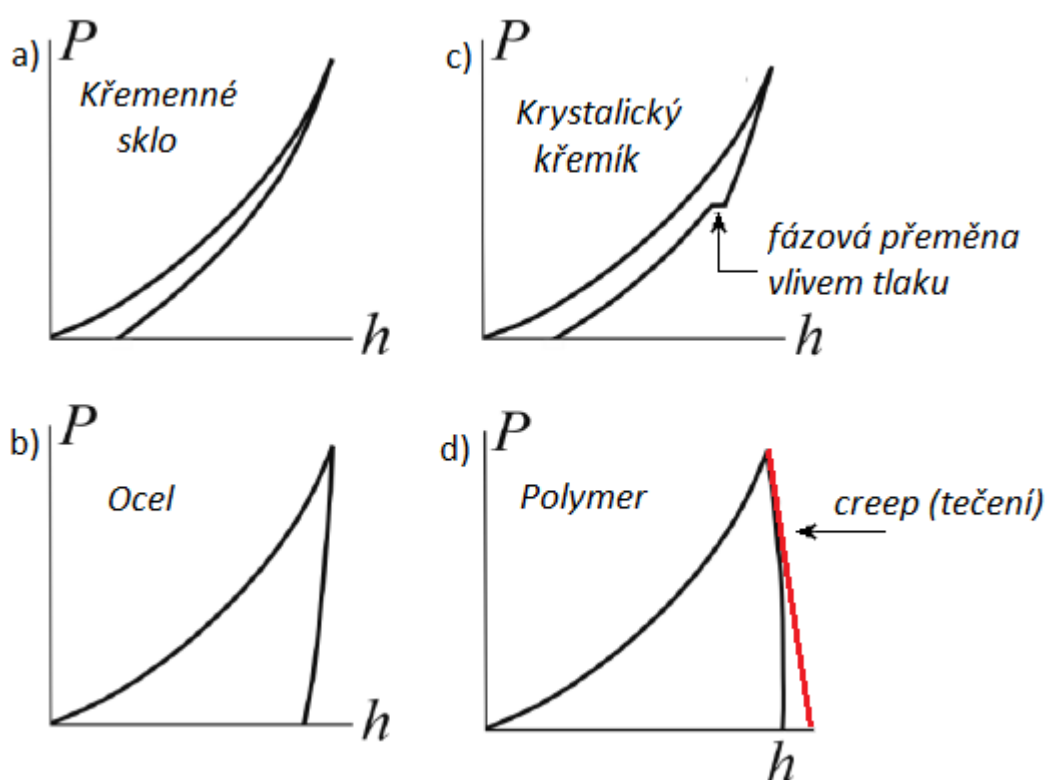 a)
P
Křemenné
sklo
h
c)
P
Krystalický
křemík
fázová přeměna
vlivem tlaku
h
b)
P
Ocel
h
d)
P
Polymer
creep (tečení)
h